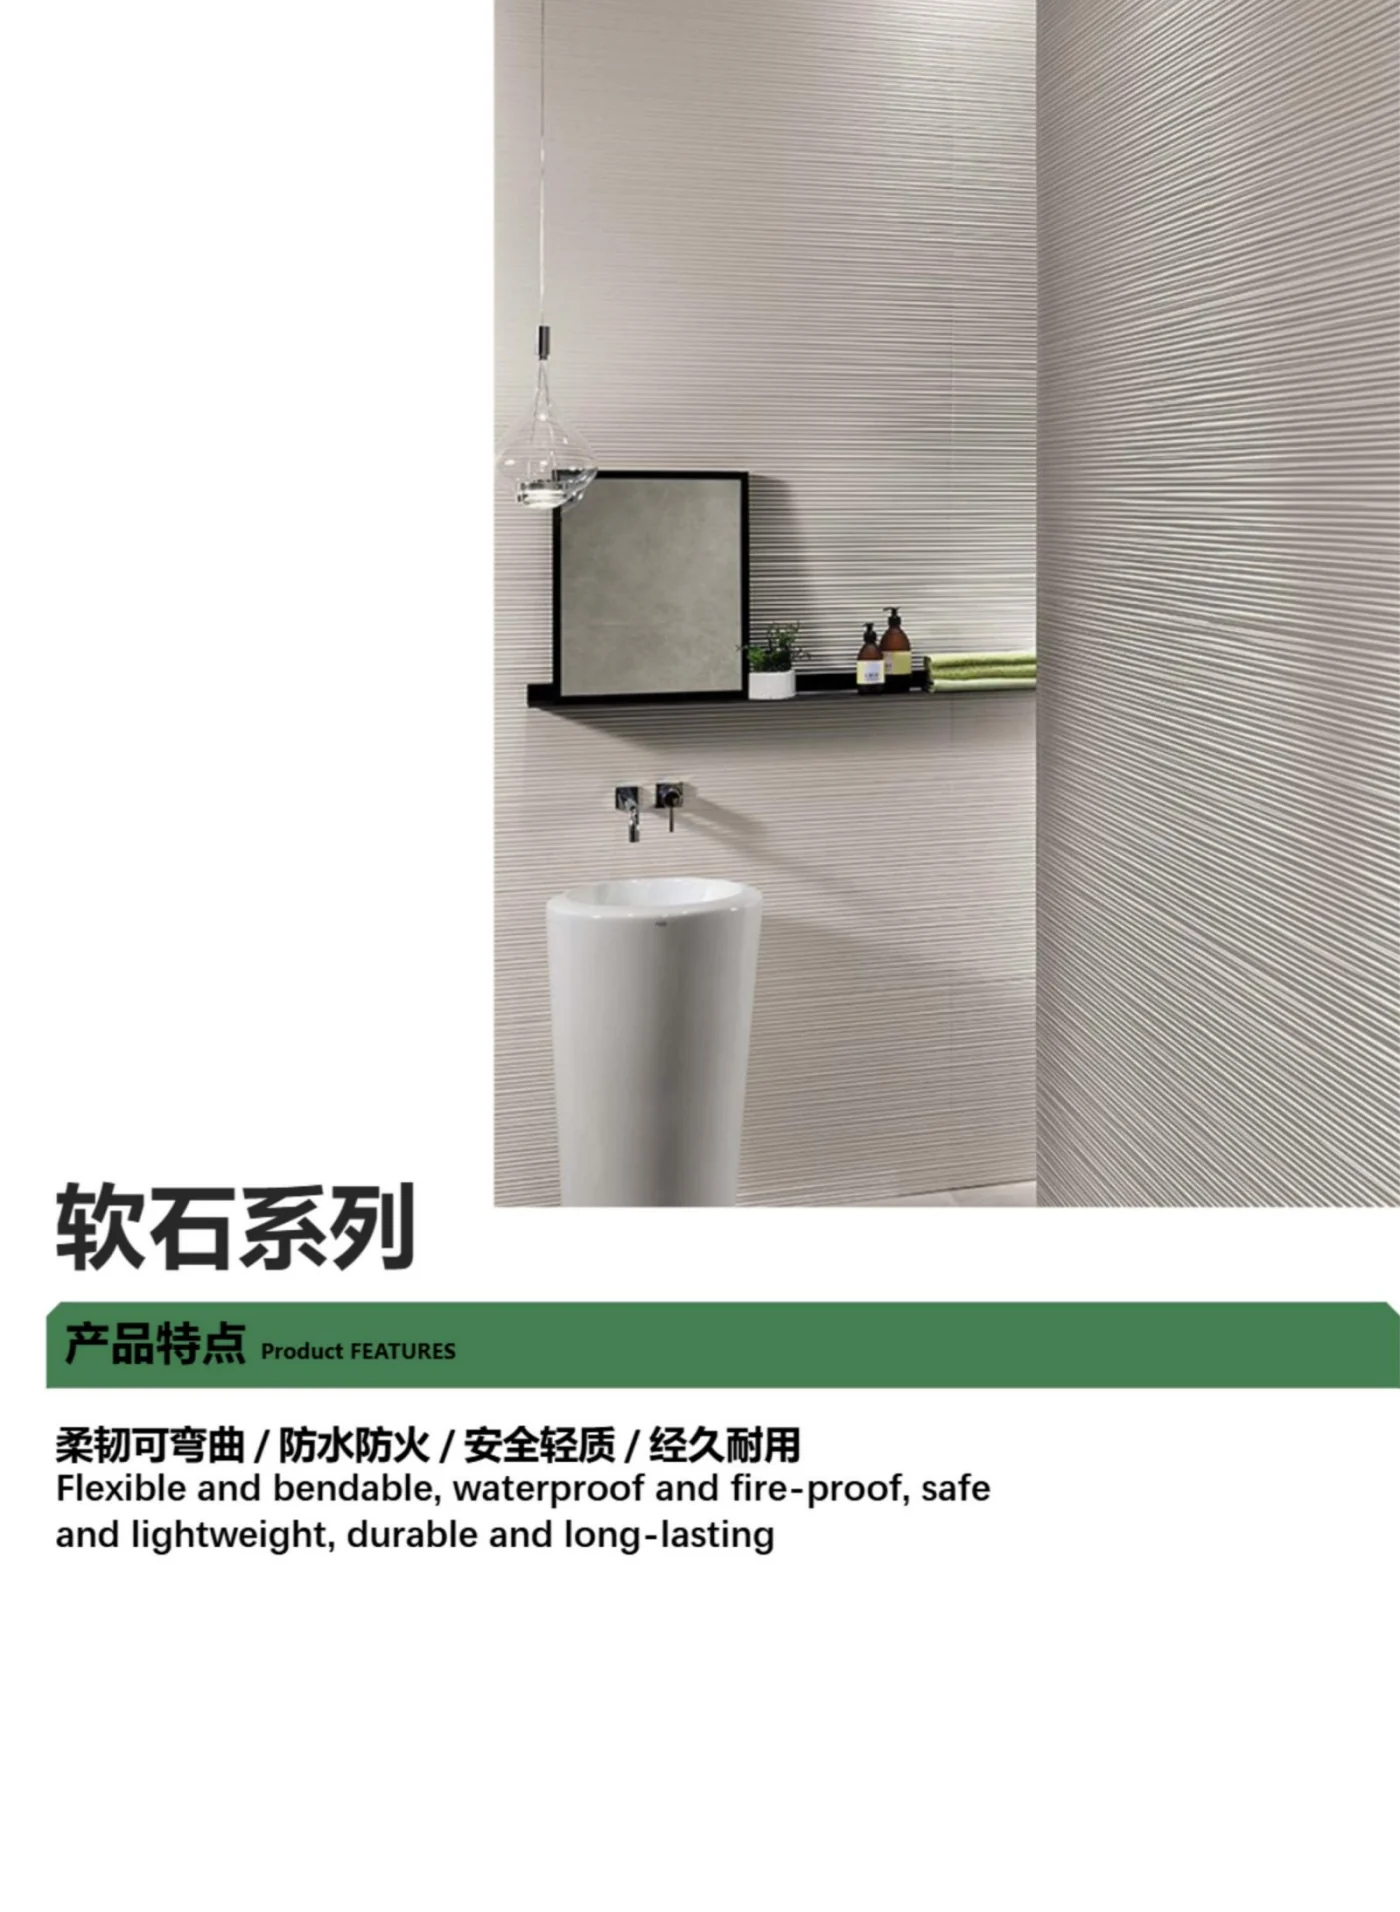 软石系列
产品特点 Product FEATURES
柔韧可弯曲 / 防水防火 / 安全轻质 / 经久耐用
Flexible and bendable, waterproof and fire-proof, safe
and lightweight, durable and long-lasting